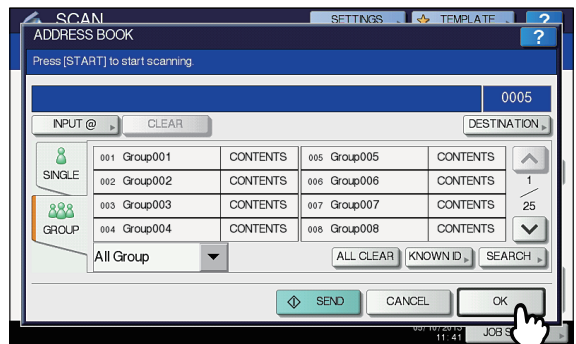 SCAN SETTINGS TEMPLATE ?
ADDRESS BOOK ?
Press [START] to start scanning.
0005
INPUT @ CLEAR DESTINATION
SINGLE
GROUP
001 Group001 CONTENTS 005 Group005 CONTENTS
002 Group002 CONTENTS 006 Group006 CONTENTS
003 Group003 CONTENTS 007 Group007 CONTENTS
004 Group004 CONTENTS 008 Group008 CONTENTS
1
25
All Group ALL CLEAR KNOWN ID SEARCH
SEND CANCEL OK
11:41 JOB